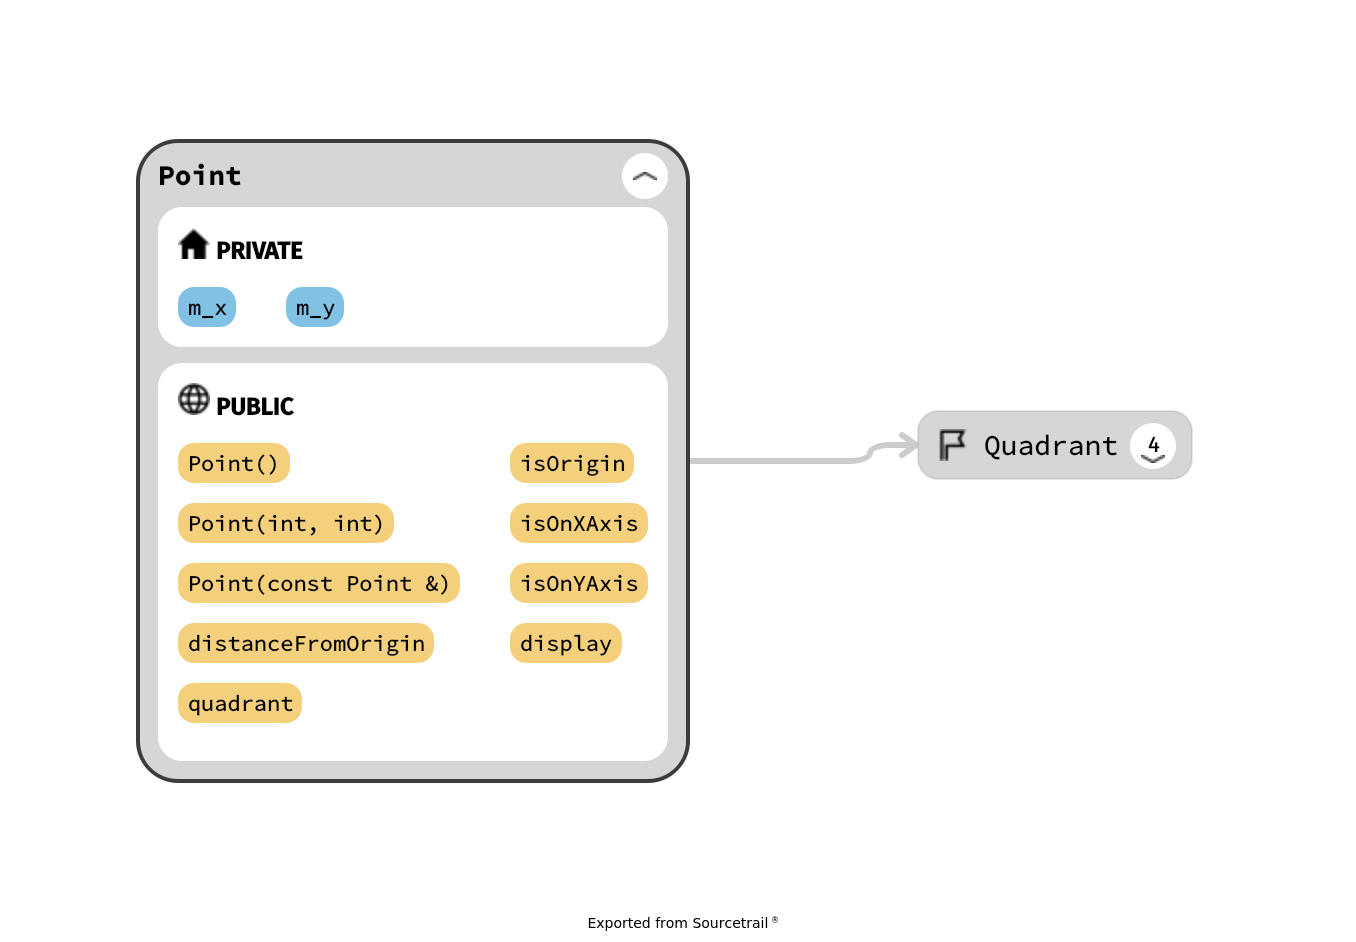 Point
PRIVATE
m_x m_y
PUBLIC
Point() isOrigin
Point(int, int) isOnXAxis
Point(const Point &) isOnYAxis
distanceFromOrigin display
quadrant
Quadrant 4
Exported from Sourcetrail ®